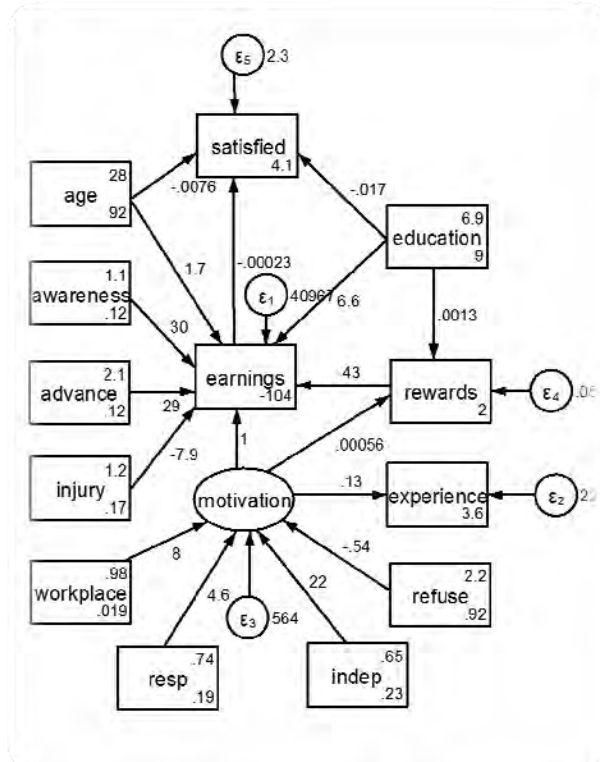 ε5 2.3
satisfied
4.1
28
age
92
-.0076
-.017
6.9
education
9
1.7
-.00023
1.1
awareness
.12
ε1 40967
6.6
.0013
30
2.1
advance
.12
29
earnings
-104
43
rewards
2
ε4
1.2
injury
.17
-7.9
1
.00056
motivation
.13
experience
3.6
ε2
.98
workplace
.019
8
-.54
2.2
refuse
.92
4.6
ε3 564
22
.74
resp
.19
.65
indep
.23